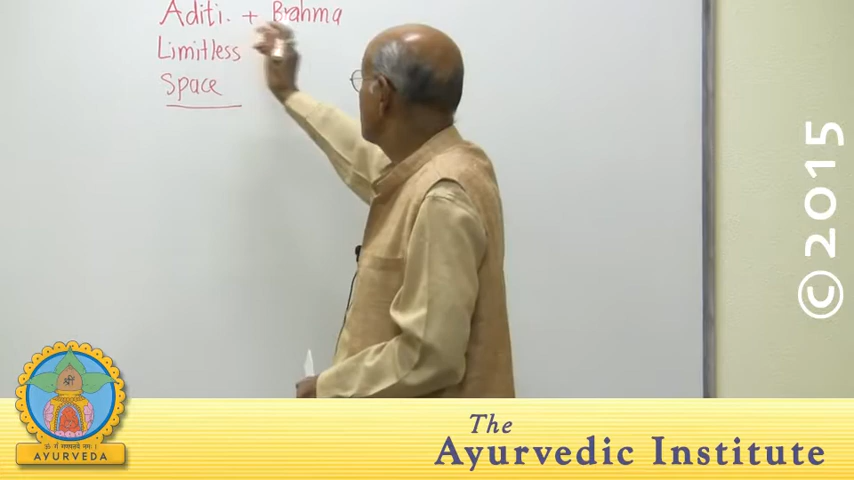 Aditi. + Brahma
Limitless
Space
©2015
श्री
AYURVEDA
The
Ayurvedic Institute